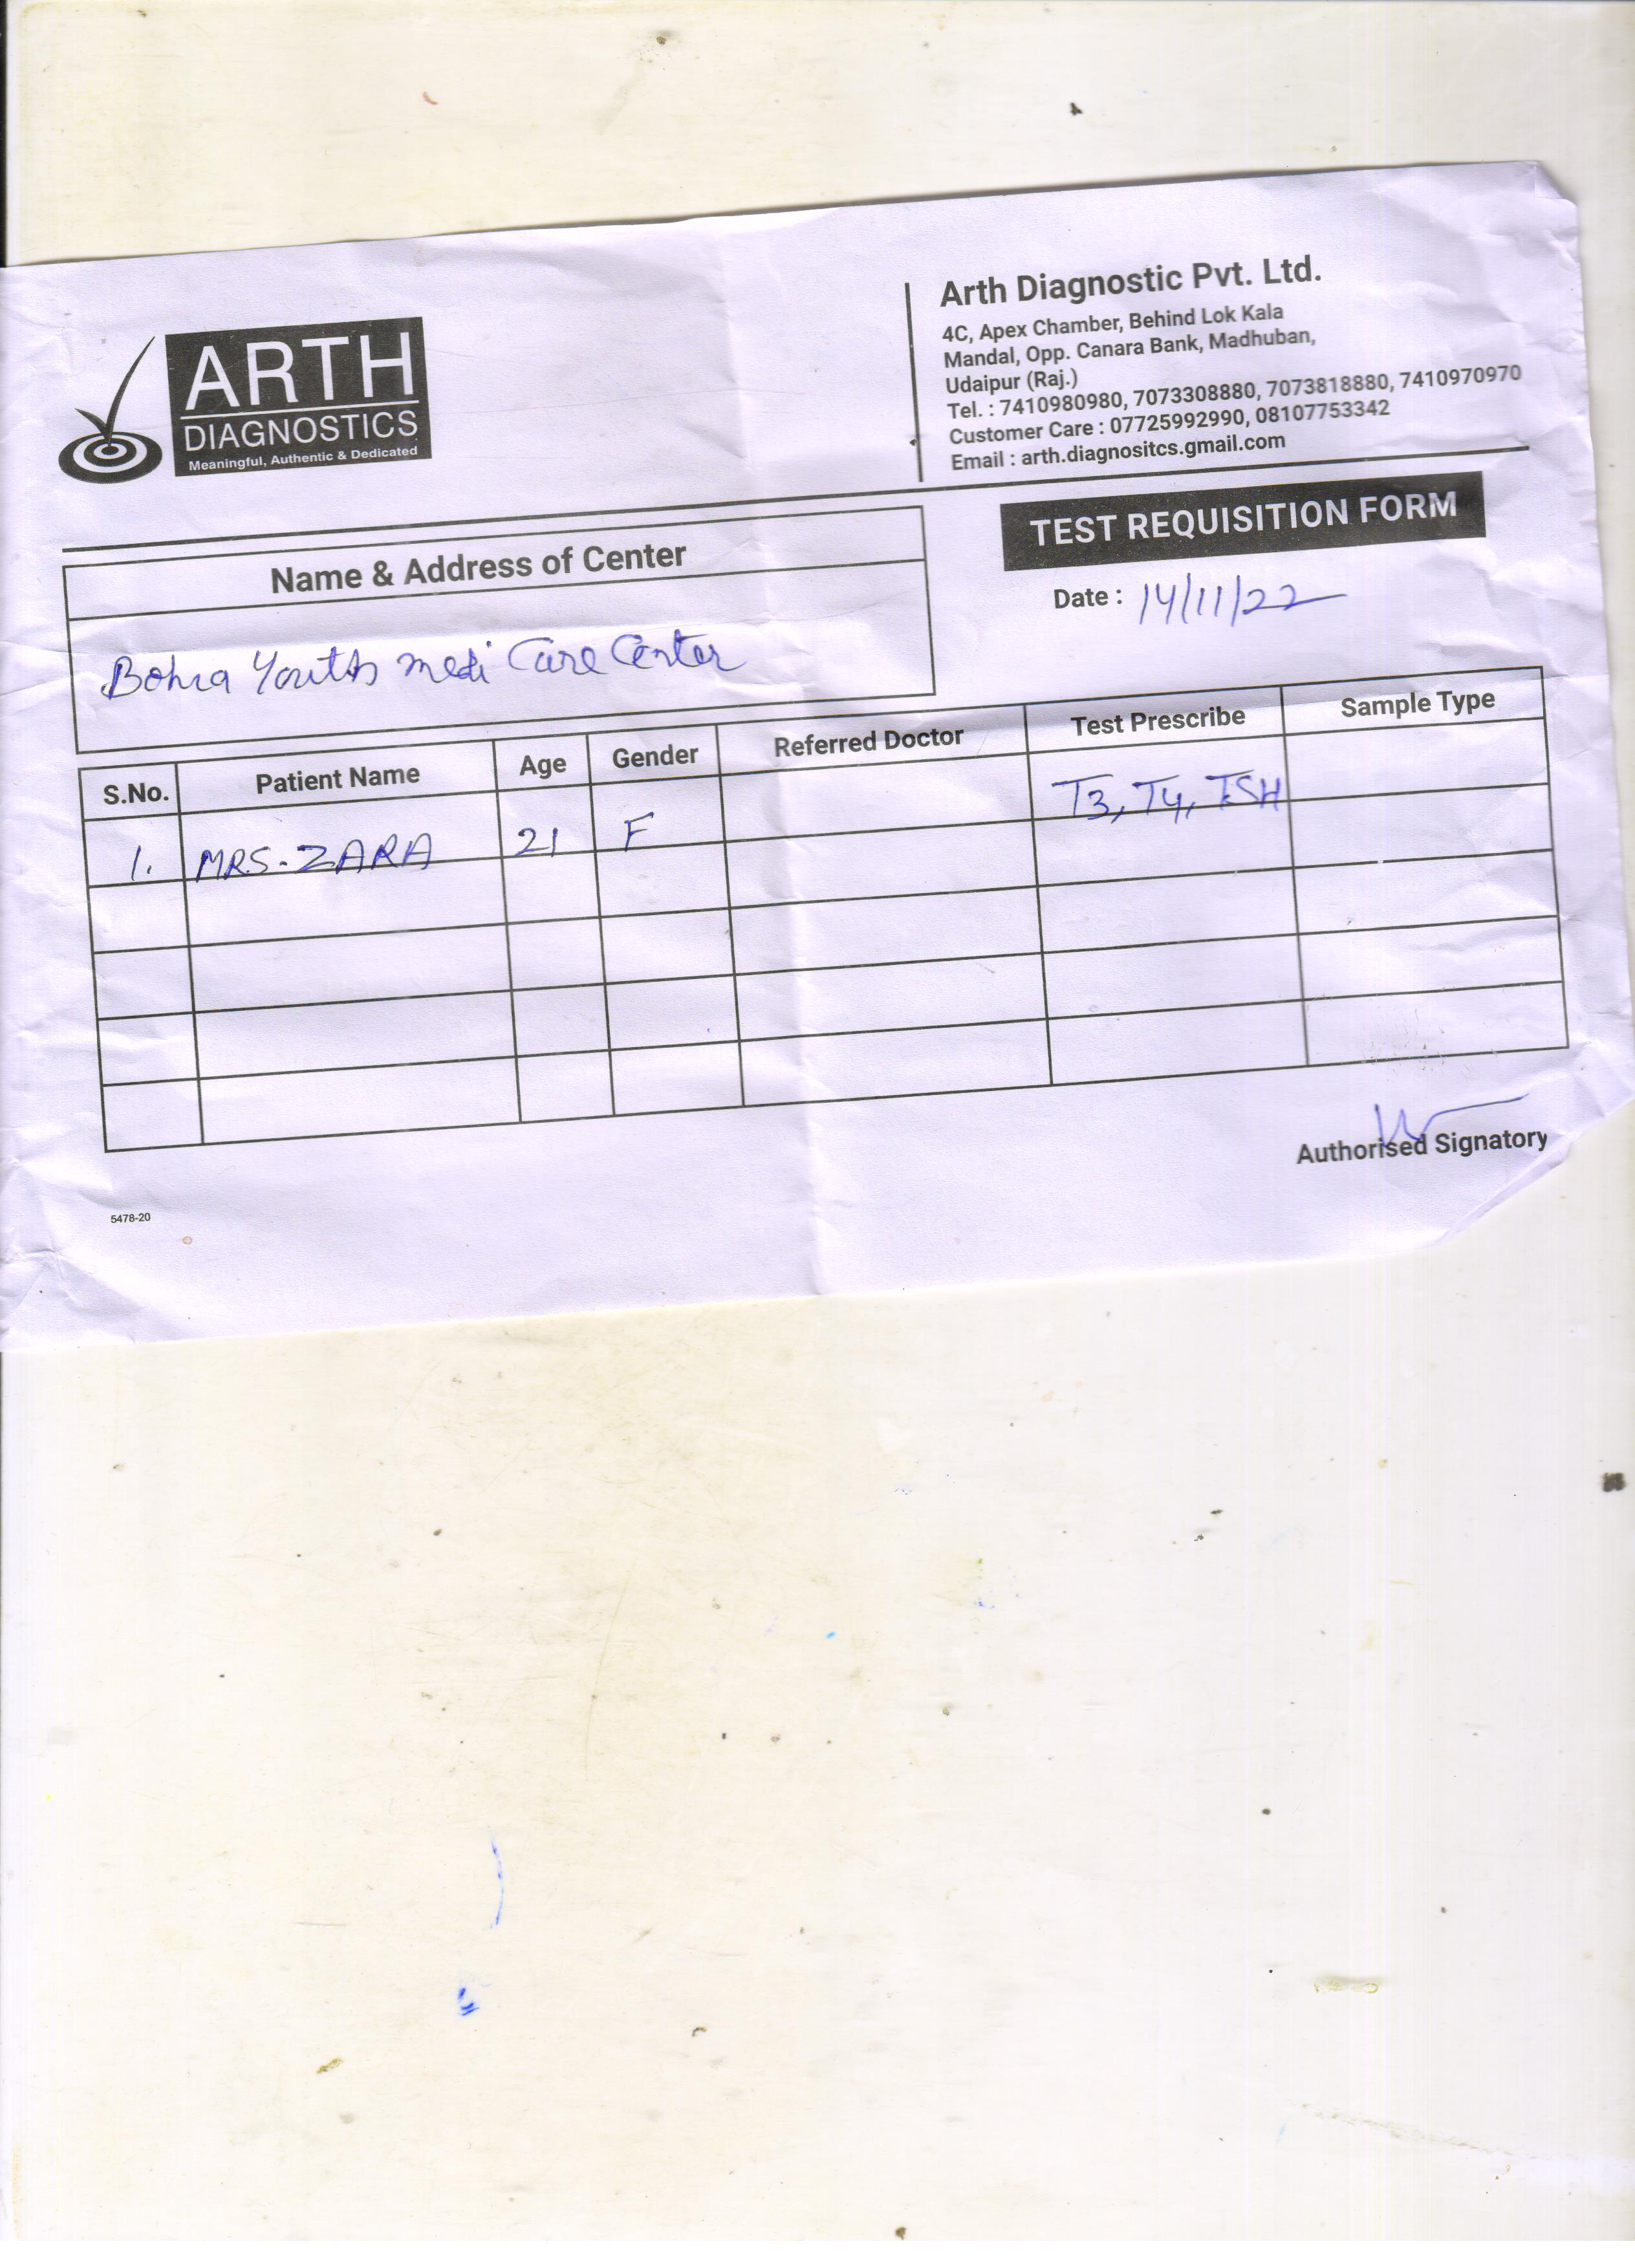 ARTH
DIAGNOSTICS
Meaningful, Authentic & Dedicated
Arth Diagnostic Pvt. Ltd.
4C, Apex Chamber, Behind Lok Kala
Mandal, Opp. Canara Bank, Madhuban,
Udaipur (Raj.)
Tel. : 7410980980, 7073308880, 7073818880, 7410970970
Customer Care : 07725992990, 08107753342
Email : arth.diagnositcs.gmail.com
TEST REQUISITION FORM
Date : 14/11/22
Name & Address of Center
Bohra Youth Medi Care Center
S.No. Patient Name Age Gender Referred Doctor Test Prescribe Sample Type
1. MRS. ZARA 21 F T3, T4, TSH
Authorised Signatory
5478-20